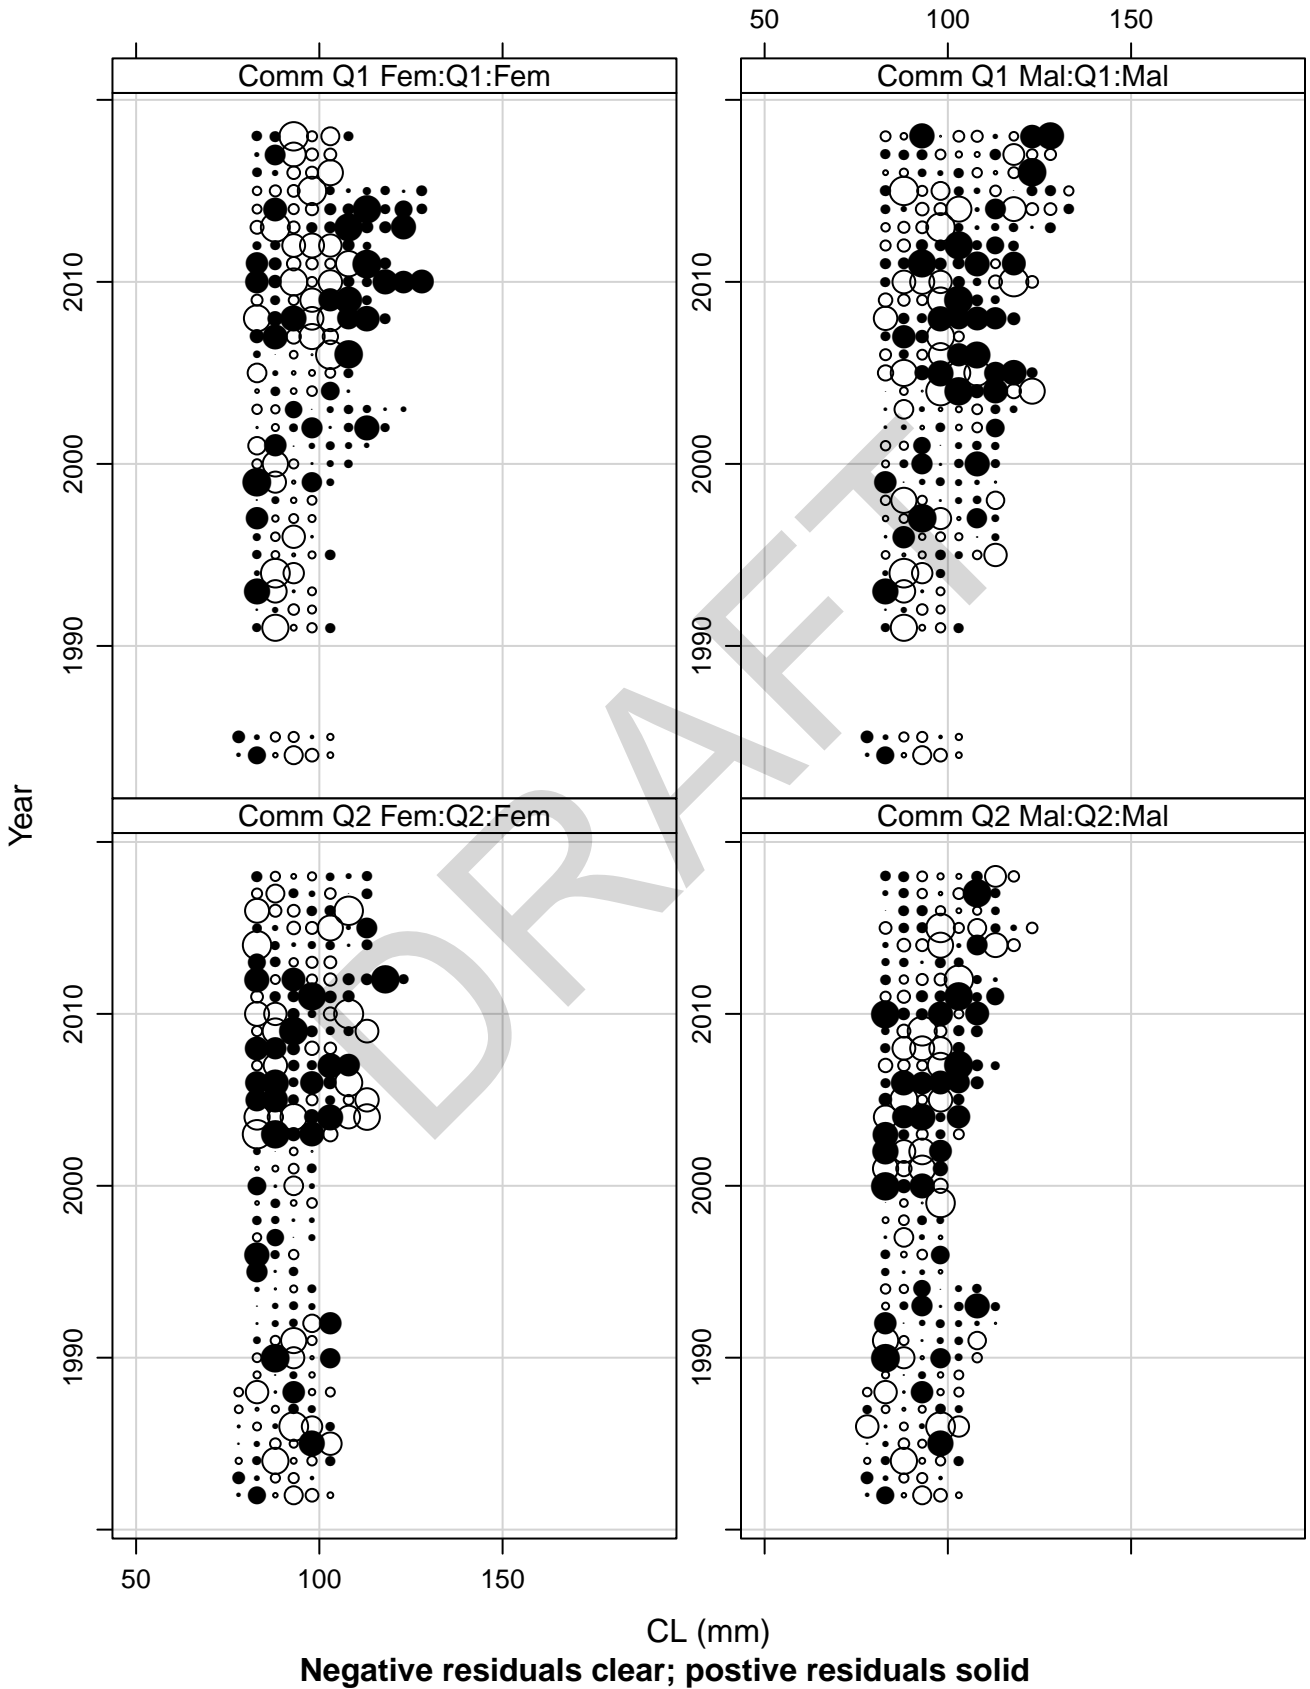 50 100 150
Comm Q1 Fem:Q1:Fem
Comm Q1 Mal:Q1:Mal
2010
2000
1990
2010
2000
1990
Year
DRAFT
Comm Q2 Fem:Q2:Fem
Comm Q2 Mal:Q2:Mal
2010
2000
1990
2010
2000
1990
50 100 150
CL (mm)
Negative residuals clear; postive residuals solid